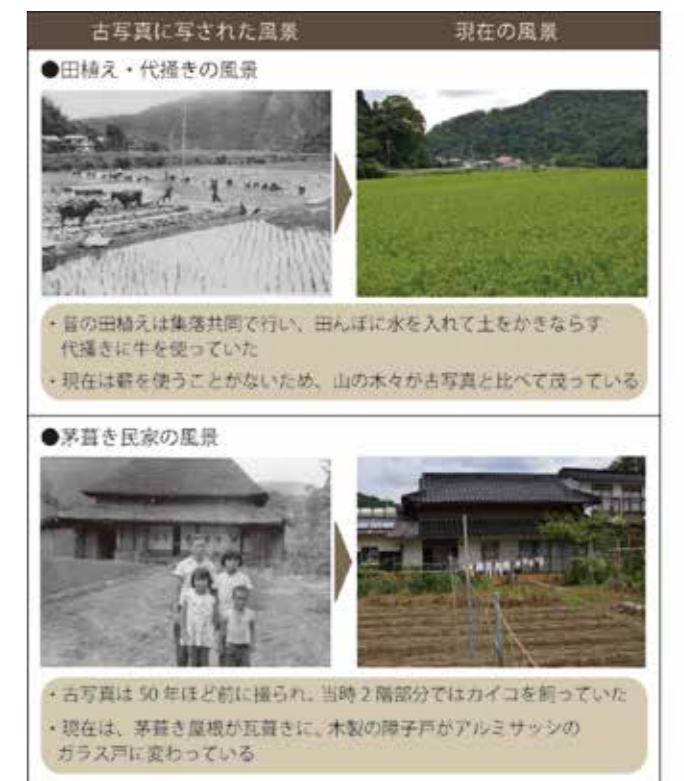 古写真に写された風景
現在の風景
●田植え・代掻きの風景
・昔の田植えは集落共同で行い、田んぼに水を入れて土をかきならす
代掻きに牛を使っていた
・現在は薪を使うことがないため、山の木々が古写真と比べて茂っている
●茅葺き民家の風景
・古写真は 50 年ほど前に撮られ、当時 2 階部分ではカイコを飼っていた
・現在は、茅葺き屋根が瓦葺きに、木製の障子戸がアルミサッシの
ガラス戸に変わっている